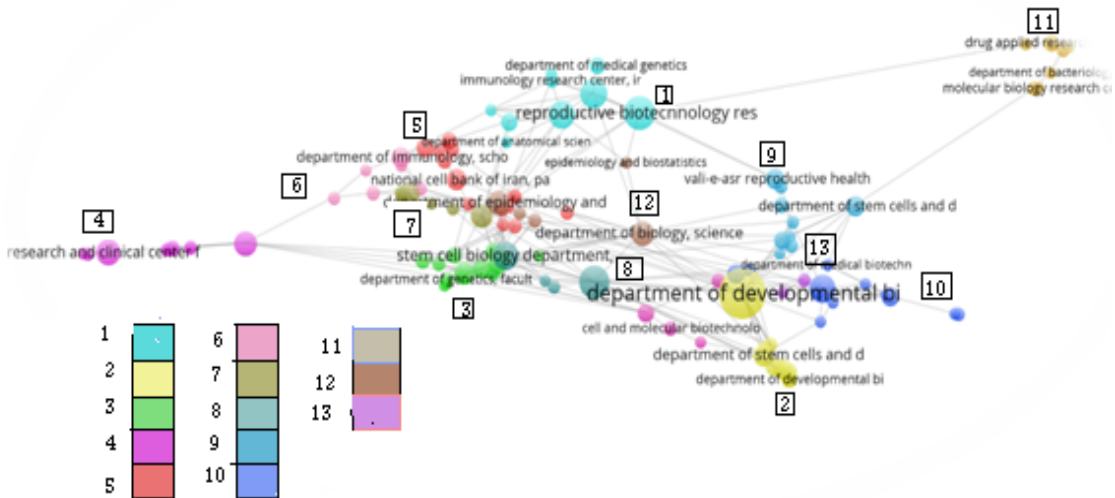 11
drug applied resear
department of medical genetics
immunology research center, ir
department of bacteriolog
molecular biology research c
1
reproductive biotecnnology res
5
department of anatomical scien
department of immunology, scho
epidemiology and biostatistics
9
6
national cell bank of iran, pa
vali-e-asr reproductive health
department of epidemiology and
12
department of stem cells and d
4
7
department of biology, science
13
research and clinical center f
stem cell biology department,
8
department of medical biotechn
department of genetics, facult
department of developmental bi
10
3
cell and molecular biotechnolo
department of stem cells and d
department of developmental bi
2
1 6 11
2 7 12
3 8 13
4 9
5 10